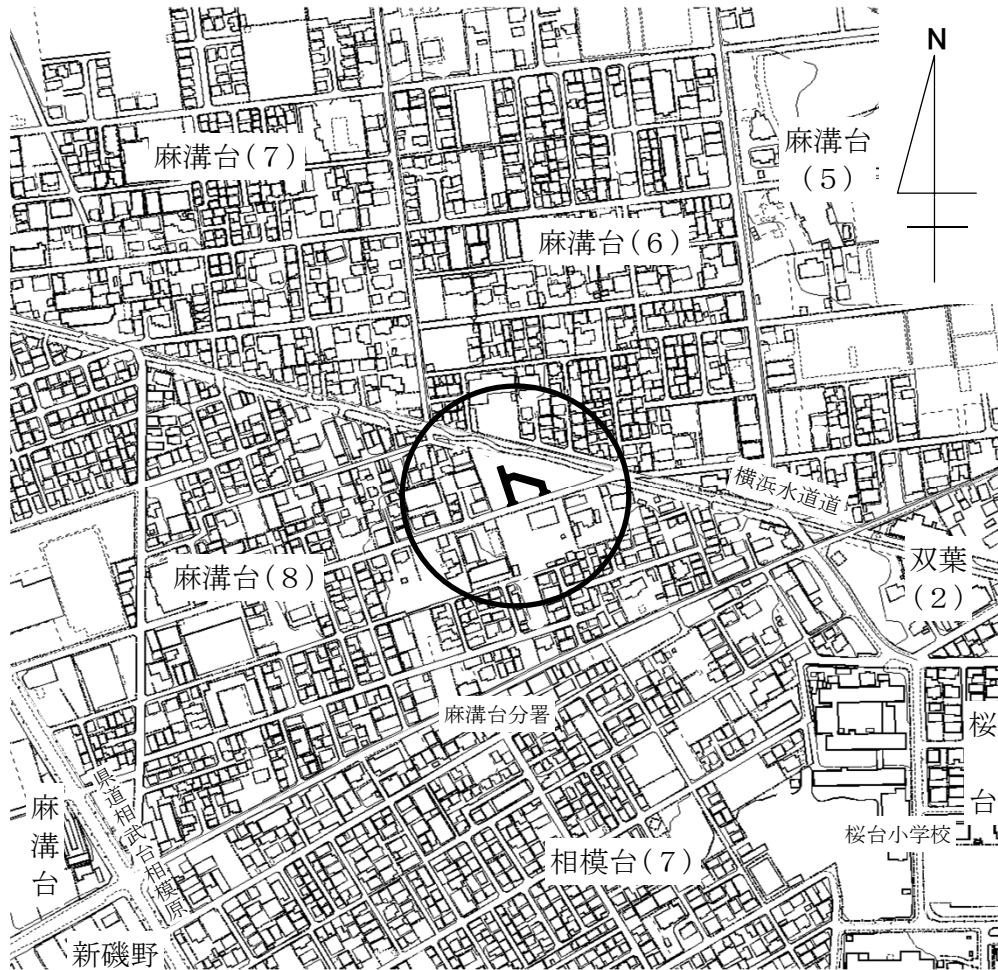 N
麻溝台(7)
麻溝台
(5)
麻溝台(6)
横浜水道道
麻溝台(8)
双葉
(2)
麻溝台分署
桜台
県道相武台相模原
麻溝台
桜台小学校
相模台(7)
新磯野